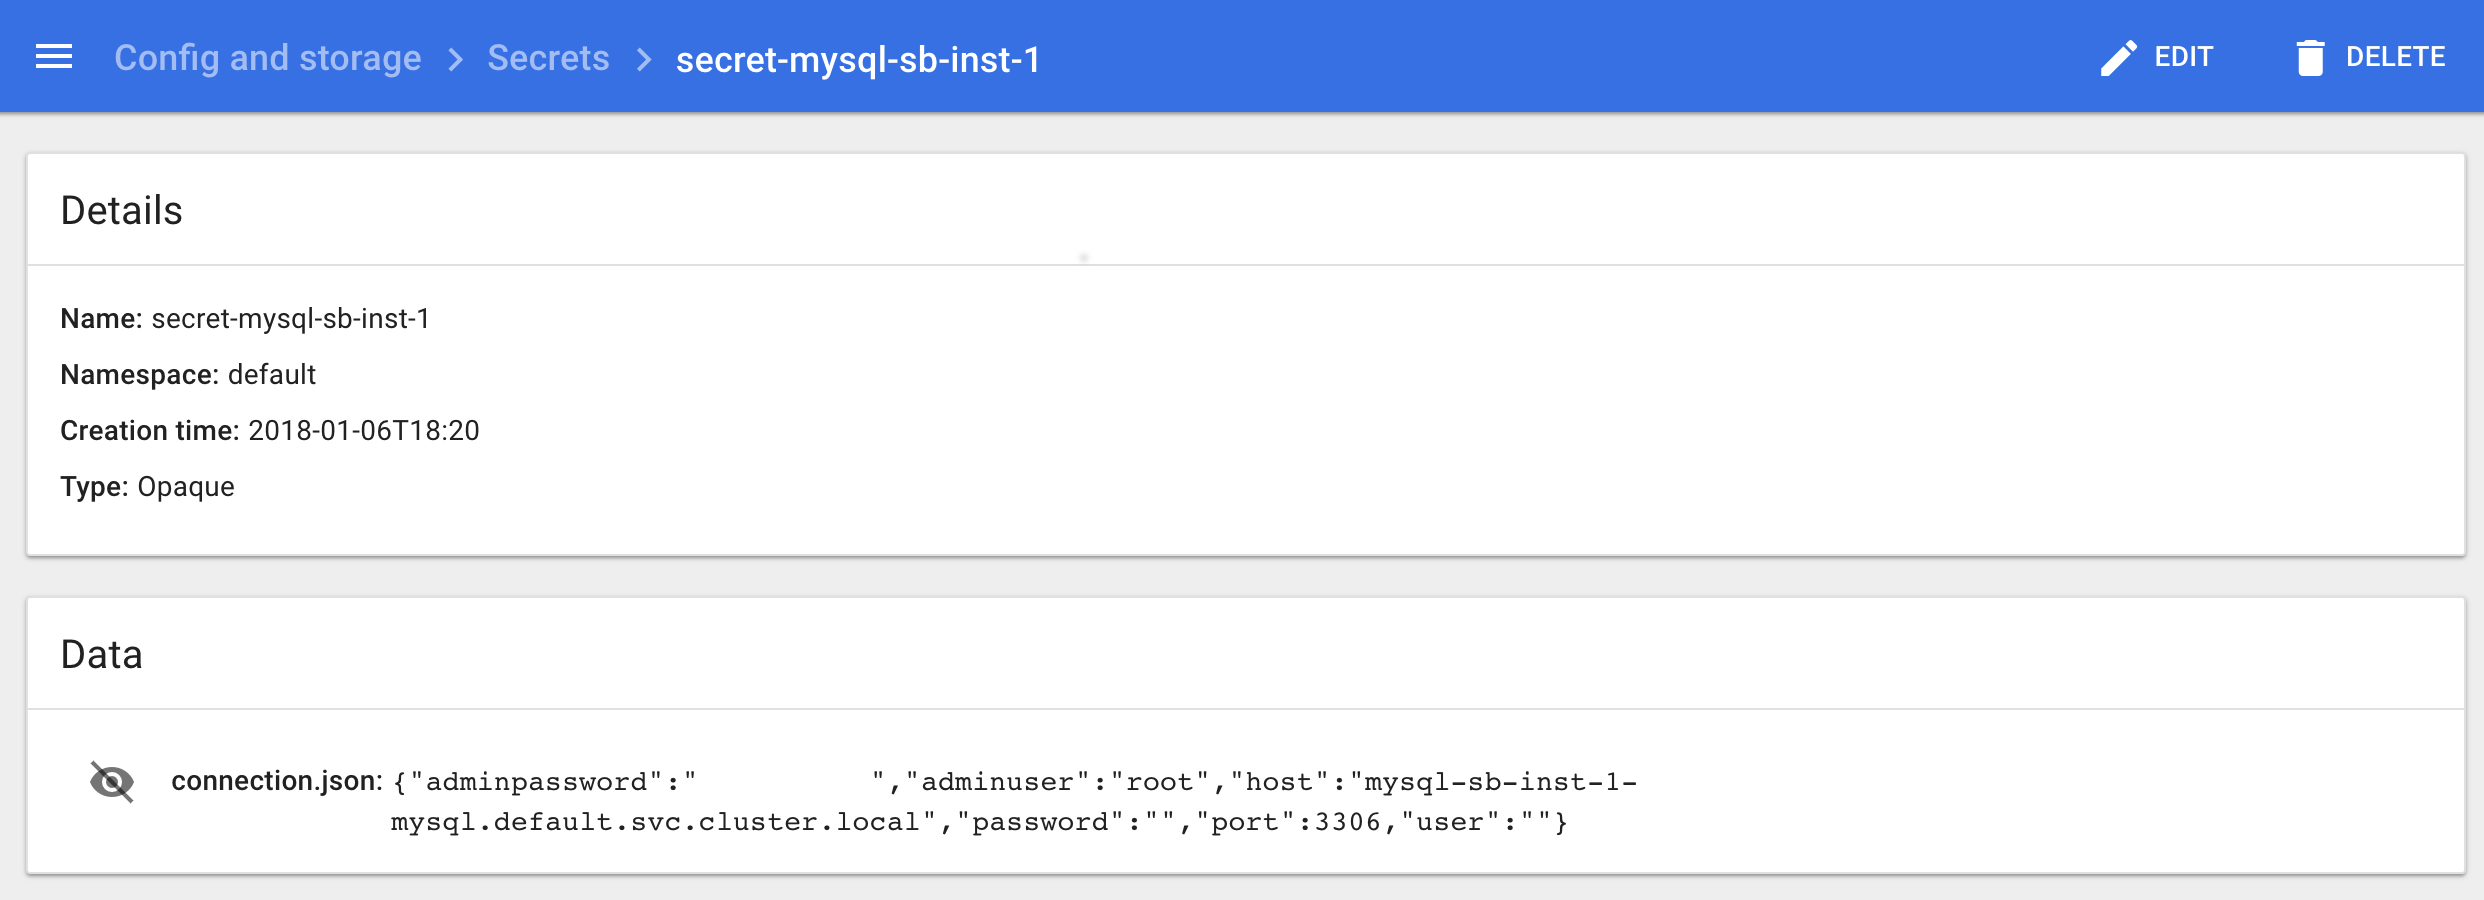 Config and storage > Secrets > secret-mysql-sb-inst-1 EDIT DELETE
Details
Name: secret-mysql-sb-inst-1
Namespace: default
Creation time: 2018-01-06T18:20
Type: Opaque
Data
connection.json: {"adminpassword":"          ","adminuser":"root","host":"mysql-sb-inst-1-
mysql.default.svc.cluster.local","password":"","port":3306,"user":""}